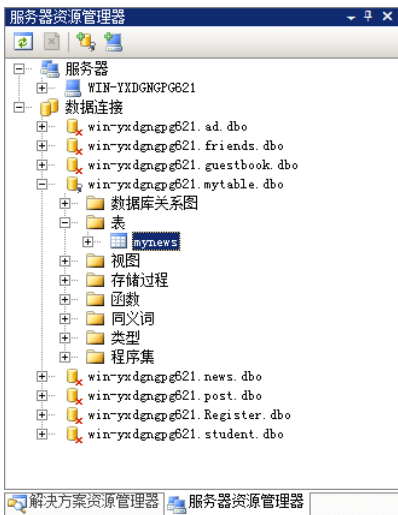 服务器资源管理器
服务器
WIN-YXDGNGPG621
数据连接
win-yxdgngpg621.ad.dbo
win-yxdgngpg621.friends.dbo
win-yxdgngpg621.guestbook.dbo
win-yxdgngpg621.mytable.dbo
数据库关系图
表
mynews
视图
存储过程
函数
同义词
类型
程序集
win-yxdgngpg621.news.dbo
win-yxdgngpg621.post.dbo
win-yxdgngpg621.Register.dbo
win-yxdgngpg621.student.dbo
解决方案资源管理器 服务器资源管理器